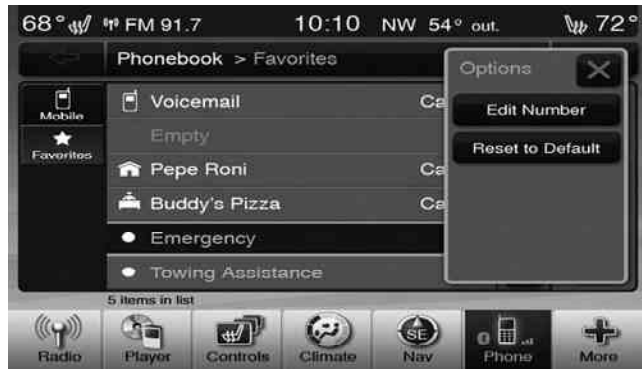 68° FM 91.7 10:10 NW 54° out. 72°
Phonebook > Favorites
Options
Mobile
Favorites
Voicemail Ca
Empty
Pepe Roni Ca
Buddy's Pizza Ca
Emergency
Towing Assistance
Edit Number
Reset to Default
5 items in list
Radio Player Controls Climate SE Nav Phone More